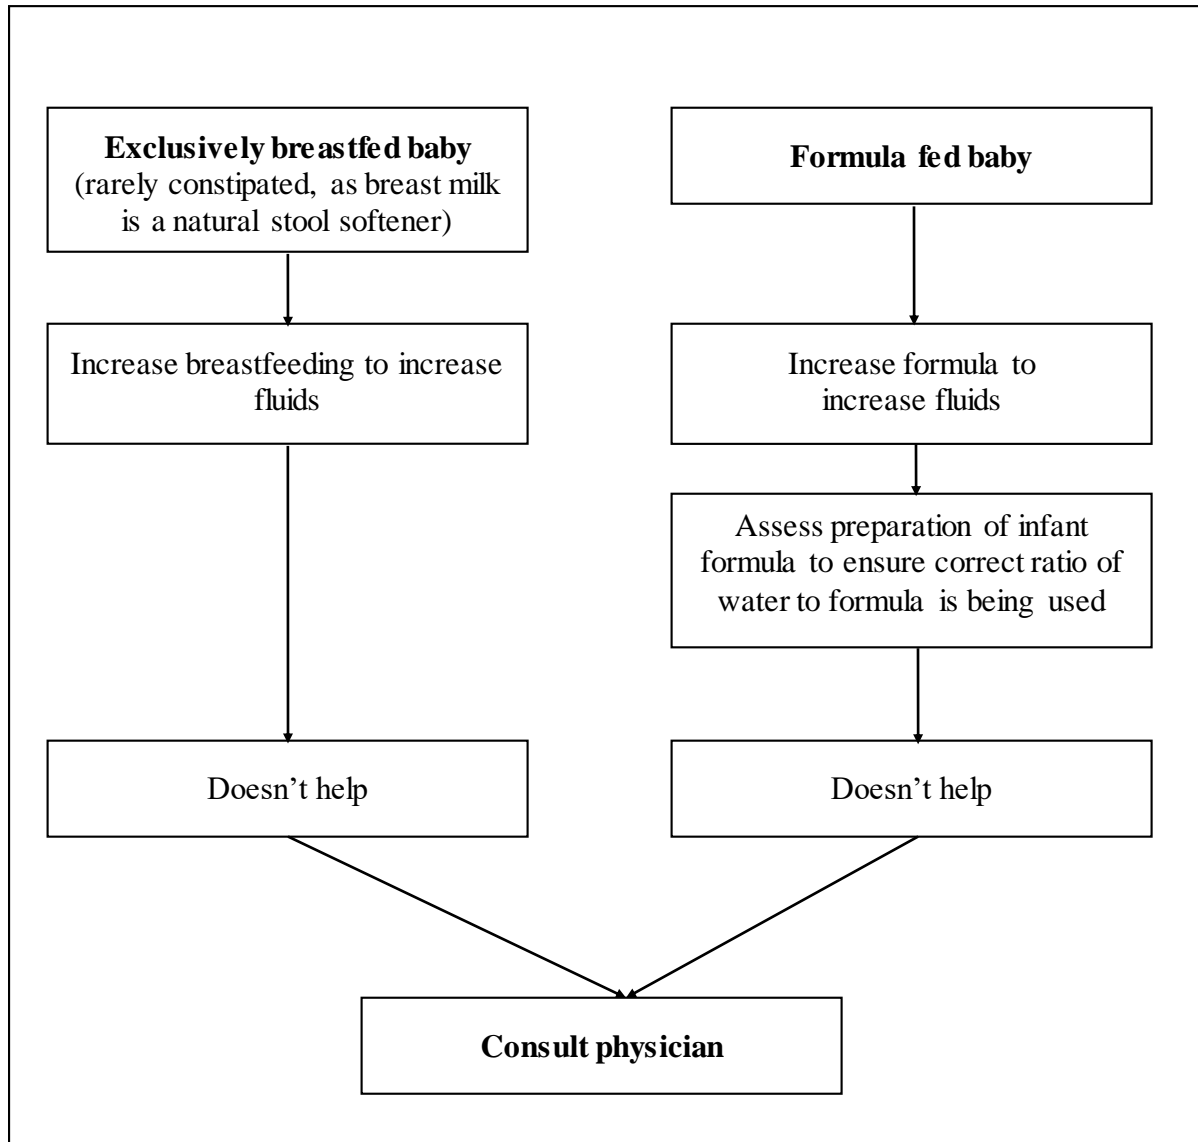 Exclusively breastfed baby
(rarely constipated, as breast milk
is a natural stool softener)
Formula fed baby
Increase breastfeeding to increase
fluids
Increase formula to
increase fluids
Assess preparation of infant
formula to ensure correct ratio of
water to formula is being used
Doesn’t help
Doesn’t help
Consult physician